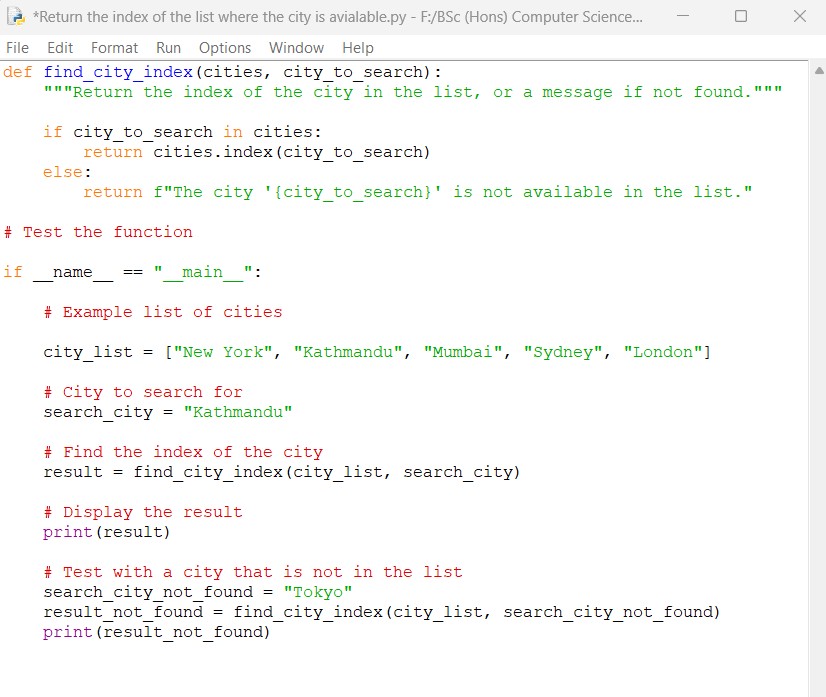 *Return the index of the list where the city is avialable.py - F:/BSc (Hons) Computer Science...
File Edit Format Run Options Window Help
def find_city_index(cities, city_to_search):
    """Return the index of the city in the list, or a message if not found."""

    if city_to_search in cities:
        return cities.index(city_to_search)
    else:
        return f"The city '{city_to_search}' is not available in the list."

# Test the function

if __name__ == "__main__":

    # Example list of cities

    city_list = ["New York", "Kathmandu", "Mumbai", "Sydney", "London"]

    # City to search for
    search_city = "Kathmandu"

    # Find the index of the city
    result = find_city_index(city_list, search_city)

    # Display the result
    print(result)

    # Test with a city that is not in the list
    search_city_not_found = "Tokyo"
    result_not_found = find_city_index(city_list, search_city_not_found)
    print(result_not_found)